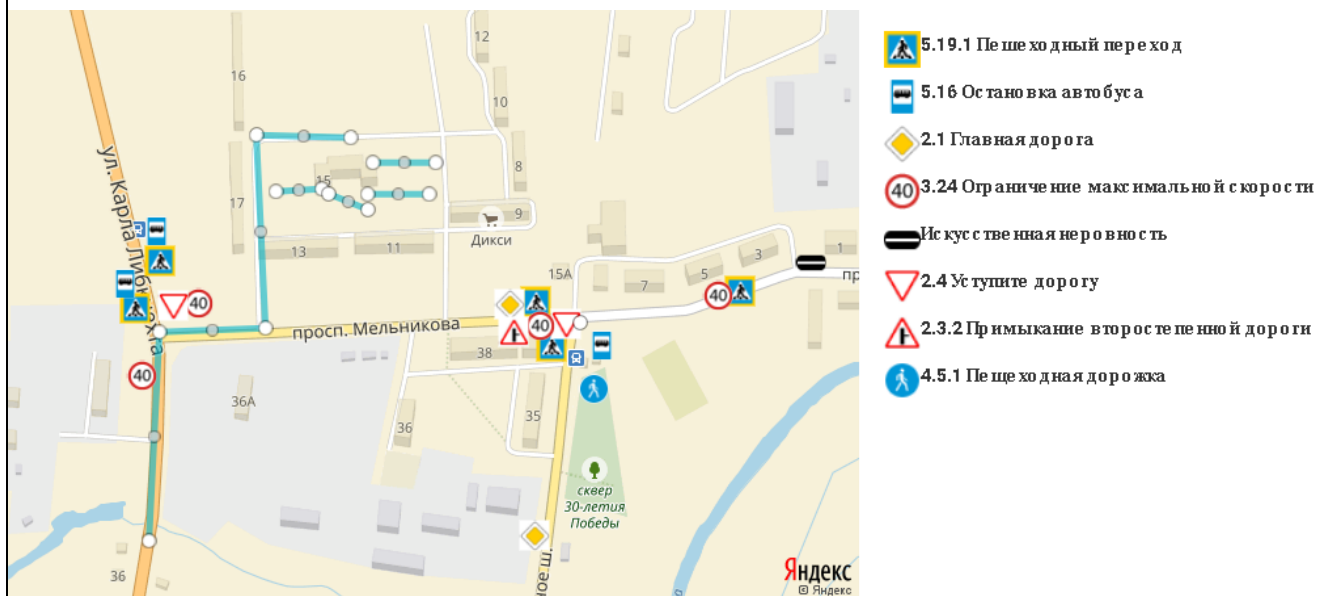 12
16
10
ул. Карла Либкнехта
8
15
17
9
Дикси
13
11
3
1
15А
5
7
пр
40
40
40
40
просп. Мельникова
38
36А
36
35
сквер
30-летия
Победы
ное ш.
36
Яндекс
© Яндекс
5.19.1 Пешеходный переход
5.16 Остановка автобуса
2.1 Главная дорога
40
3.24 Ограничение максимальной скорости
Искусственная неровность
2.4 Уступите дорогу
2.3.2 Примыкание второстепенной дороги
4.5.1 Пещеходная дорожка